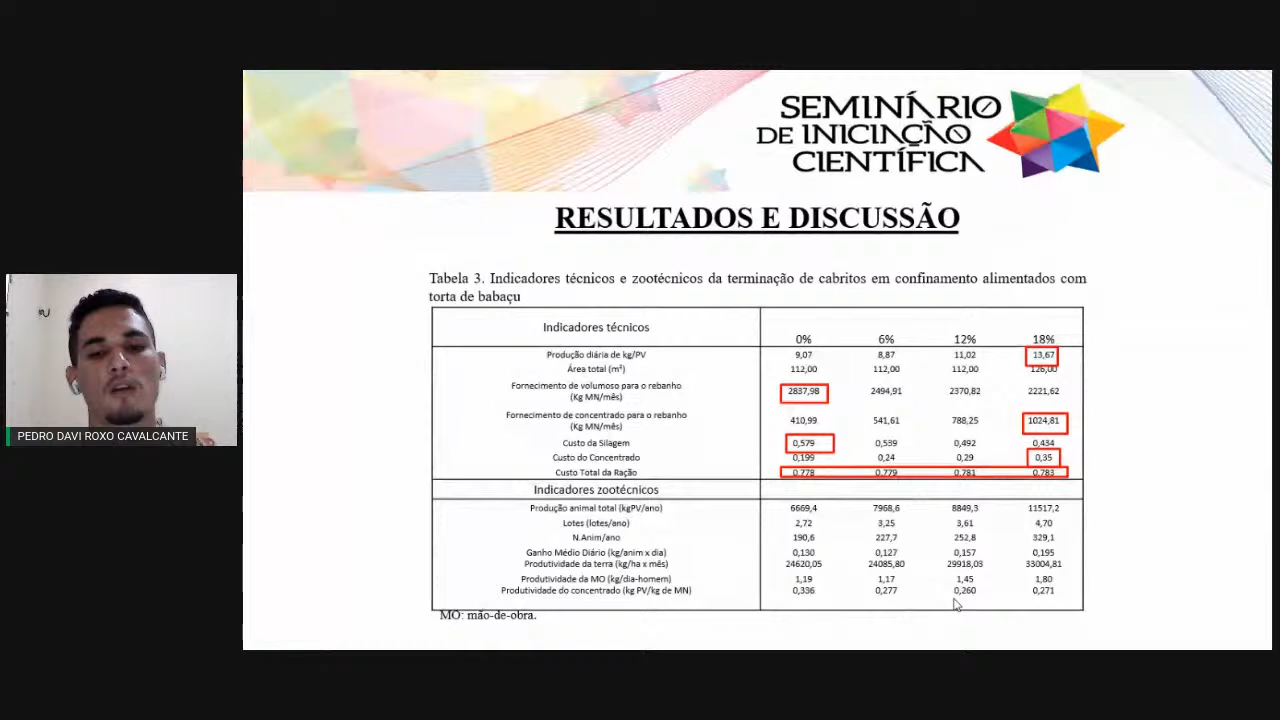 SEMINÁRIO
DE INICIAÇÃO
CIENTÍFICA
RESULTADOS E DISCUSSÃO
Tabela 3. Indicadores técnicos e zootécnicos da terminação de cabritos em confinamento alimentados com
torta de babaçu
Indicadores técnicos 0% 6% 12% 18%
Produção diária de kg/PV 9,07 8,87 11,02 13,67
Área total (m²) 112,00 112,00 112,00 126,00
Fornecimento de volumoso para o rebanho
(Kg MN/mês) 2837,98 2494,91 2370,82 2221,62
Fornecimento de concentrado para o rebanho
(Kg MN/mês) 410,99 541,61 788,25 1024,81
Custo da Silagem 0,579 0,539 0,492 0,434
Custo do Concentrado 0,199 0,24 0,29 0,35
Custo Total da Ração 0,778 0,779 0,781 0,783
Indicadores zootécnicos
Produção animal total (kgPV/ano) 6669,4 7968,6 8849,3 11517,2
Lotes (lotes/ano) 2,72 3,25 3,61 4,70
N.Anim/ano 190,6 227,7 252,8 329,1
Ganho Médio Diário (kg/anim x dia) 0,130 0,127 0,157 0,195
Produtividade da terra (kg/ha x mês) 24620,05 24085,80 29918,03 33004,81
Produtividade da MO (kg/dia-homem) 1,19 1,17 1,45 1,80
Produtividade do concentrado (kg PV/kg de MN) 0,336 0,277 0,260 0,271
MO: mão-de-obra.
PEDRO DAVI ROXO CAVALCANTE